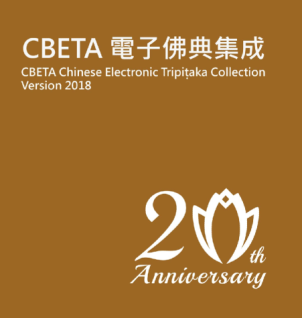 CBETA 電子佛典集成
CBETA Chinese Electronic Tripiṭaka Collection
Version 2018
20th
Anniversary